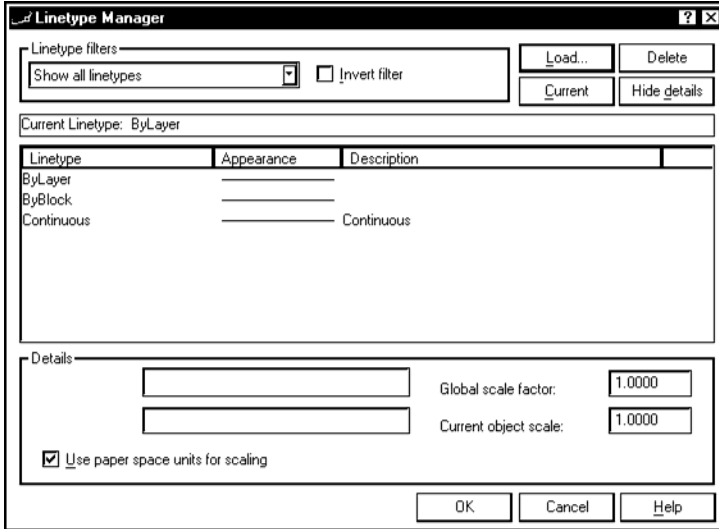 Linetype Manager
Linetype filters
Show all linetypes
Invert filter
Load...
Delete
Current
Hide details
Current Linetype: ByLayer
Linetype Appearance Description
ByLayer
ByBlock
Continuous Continuous
Details
Global scale factor: 1.0000
Current object scale: 1.0000
Use paper space units for scaling
OK Cancel Help